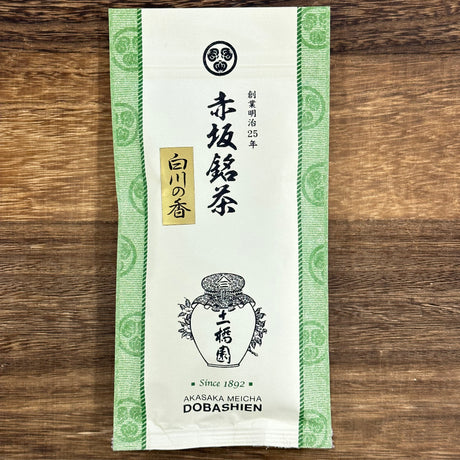 創業明治25年
赤坂銘茶
白川の香
土橋園
Since 1892
AKASAKA MEICHA
DOBASHIEN